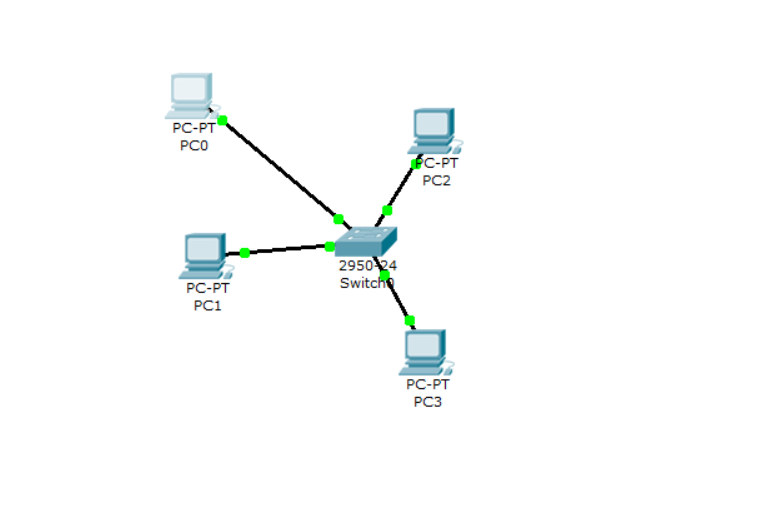 PC-PT
PC0
PC-PT
PC2
2950-24
Switch0
PC-PT
PC1
PC-PT
PC3